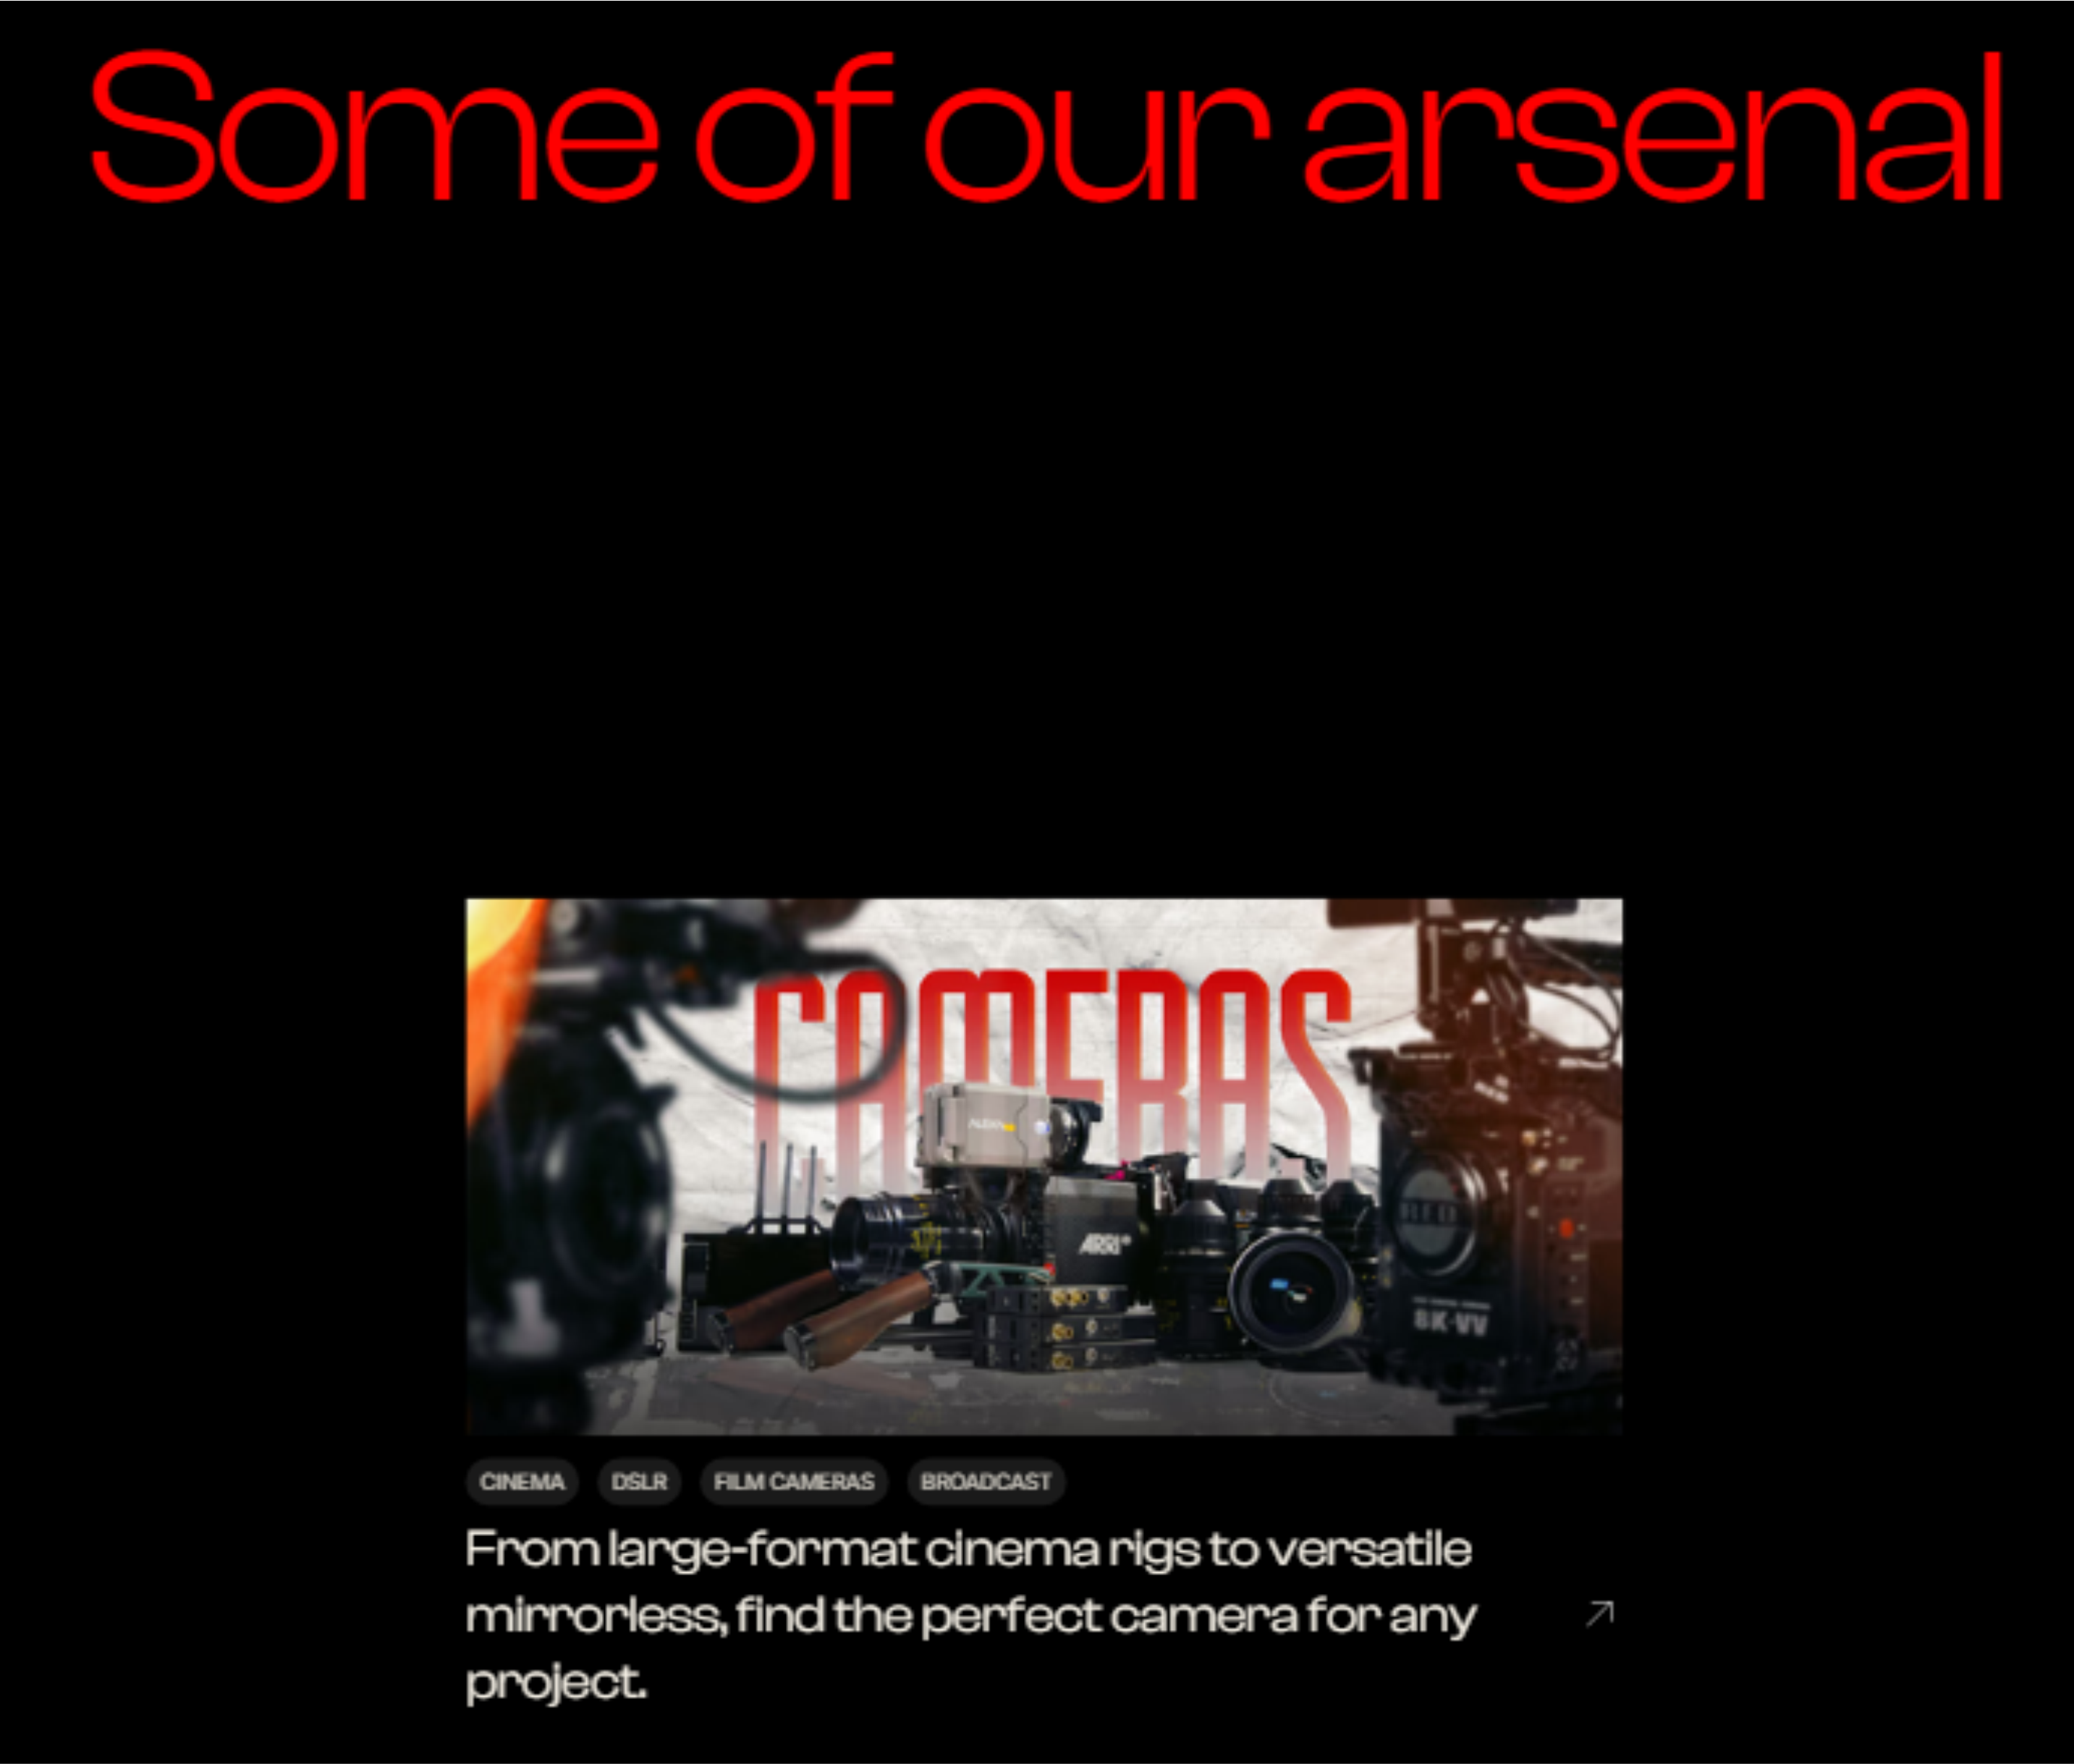 Some of our arsenal
CAMERAS
ARRI
RED
8K·VV
CINEMA
DSLR
FILM CAMERAS
BROADCAST
From large-format cinema rigs to versatile
mirrorless, find the perfect camera for any
project.